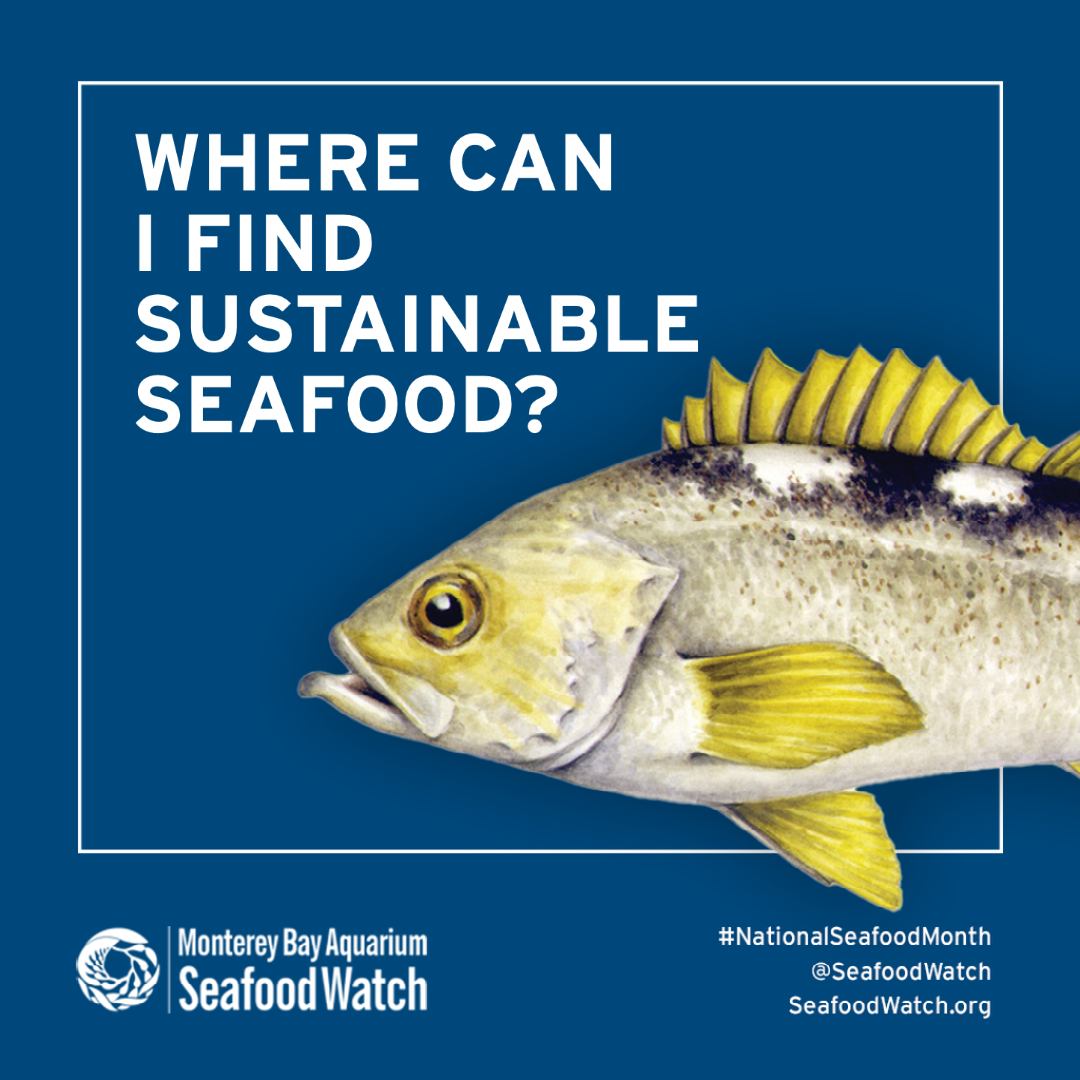 WHERE CAN
I FIND
SUSTAINABLE
SEAFOOD?
Monterey Bay Aquarium
Seafood Watch
#NationalSeafoodMonth
@SeafoodWatch
SeafoodWatch.org